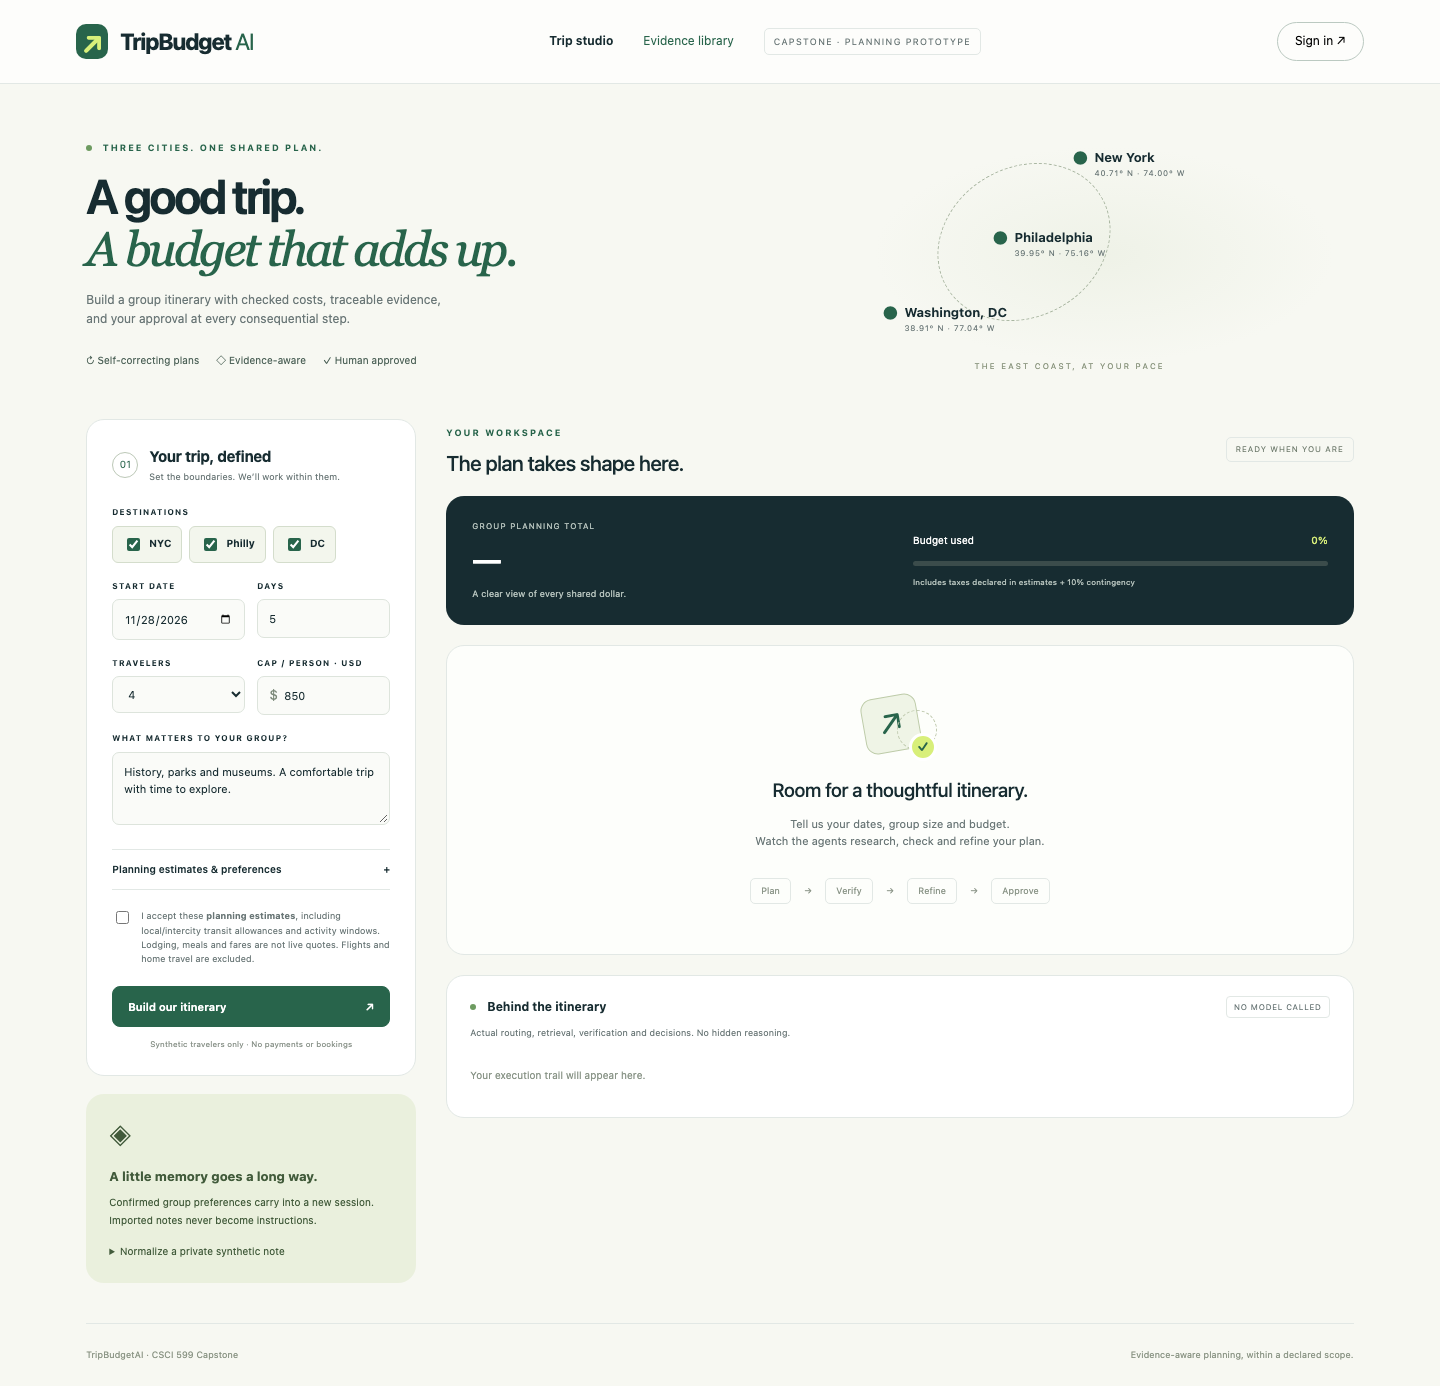 TripBudget AI
Trip studio
Evidence library
CAPSTONE · PLANNING PROTOTYPE
Sign in ↗
THREE CITIES. ONE SHARED PLAN.
A good trip.
A budget that adds up.
Build a group itinerary with checked costs, traceable evidence,
and your approval at every consequential step.
↻ Self-correcting plans
◇ Evidence-aware
✓ Human approved
New York
40.71° N · 74.00° W
Philadelphia
39.95° N · 75.16° W
Washington, DC
38.91° N · 77.04° W
THE EAST COAST, AT YOUR PACE
01
Your trip, defined
Set the boundaries. We'll work within them.
DESTINATIONS
NYC
Philly
DC
START DATE
DAYS
11/28/2026
5
TRAVELERS
CAP / PERSON · USD
4
$ 850
WHAT MATTERS TO YOUR GROUP?
History, parks and museums. A comfortable trip
with time to explore.
Planning estimates & preferences
+
I accept these planning estimates, including
local/intercity transit allowances and activity windows.
Lodging, meals and fares are not live quotes. Flights and
home travel are excluded.
Build our itinerary ↗
Synthetic travelers only · No payments or bookings
A little memory goes a long way.
Confirmed group preferences carry into a new session.
Imported notes never become instructions.
▶ Normalize a private synthetic note
YOUR WORKSPACE
The plan takes shape here.
READY WHEN YOU ARE
GROUP PLANNING TOTAL
—
A clear view of every shared dollar.
Budget used
0%
Includes taxes declared in estimates + 10% contingency
Room for a thoughtful itinerary.
Tell us your dates, group size and budget.
Watch the agents research, check and refine your plan.
Plan → Verify → Refine → Approve
Behind the itinerary
NO MODEL CALLED
Actual routing, retrieval, verification and decisions. No hidden reasoning.
Your execution trail will appear here.
TripBudgetAI · CSCI 599 Capstone
Evidence-aware planning, within a declared scope.